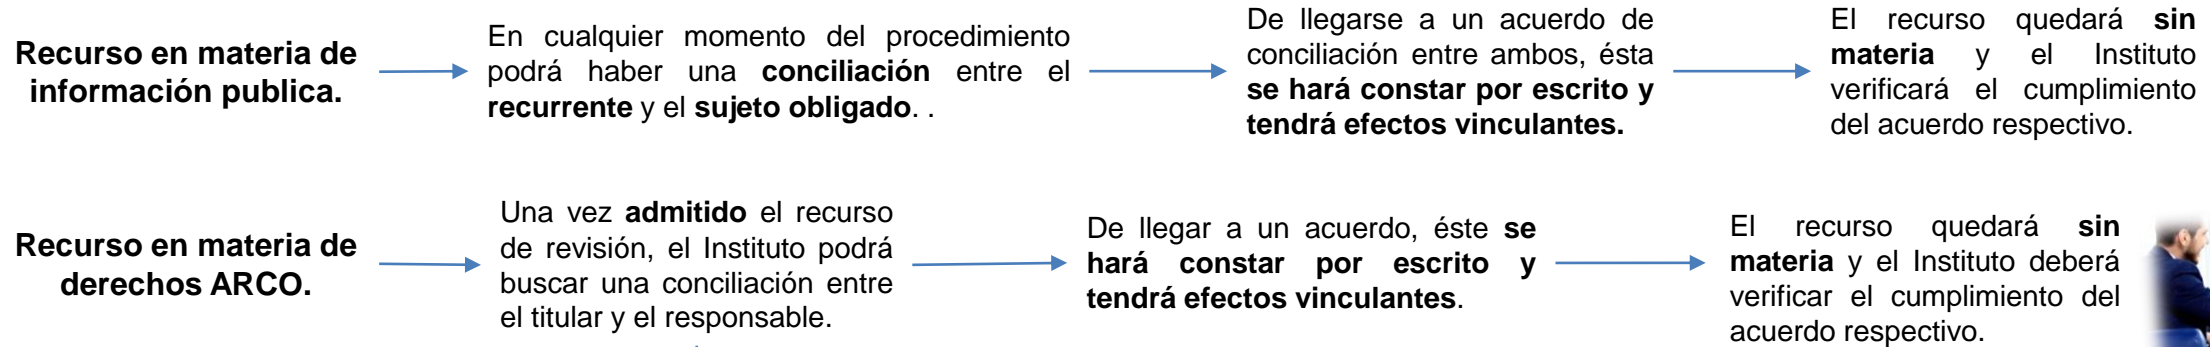 Recurso en materia de
información publica.
En cualquier momento del procedimiento
podrá haber una conciliación entre el
recurrente y el sujeto obligado. .
De llegarse a un acuerdo de
conciliación entre ambos, ésta
se hará constar por escrito y
tendrá efectos vinculantes.
El recurso quedará sin
materia y el Instituto
verificará el cumplimiento
del acuerdo respectivo.
Recurso en materia de
derechos ARCO.
Una vez admitido el recurso
de revisión, el Instituto podrá
buscar una conciliación entre
el titular y el responsable.
De llegar a un acuerdo, éste se
hará constar por escrito y
tendrá efectos vinculantes.
El recurso quedará sin
materia y el Instituto deberá
verificar el cumplimiento del
acuerdo respectivo.